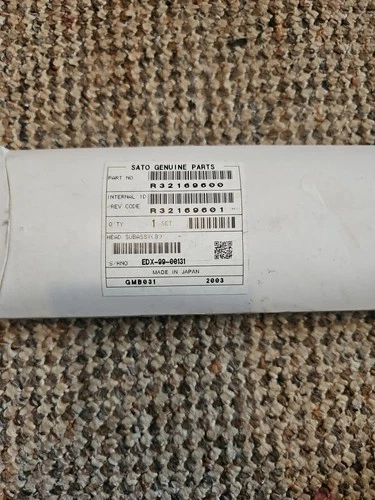 SATO GENUINE PARTS
PART NO
R32169600
INTERNAL ID
/REV CODE
R32169601
Q'TY 1 SET
HEAD SUBASSY(B)
S/NNO EDX-99-00131
MADE IN JAPAN
GMB031 2003